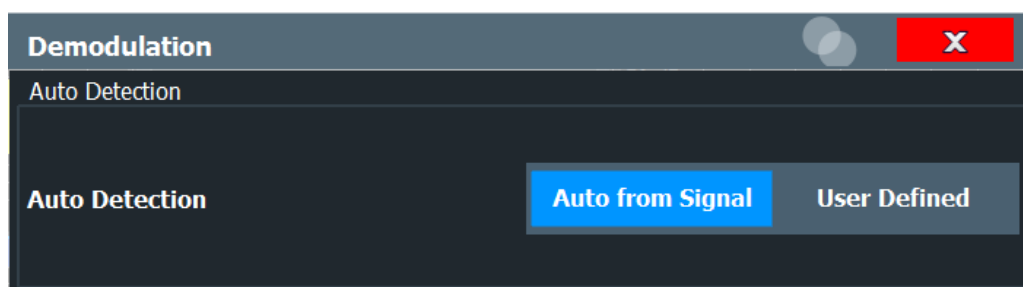 Demodulation X
Auto Detection
Auto Detection Auto from Signal User Defined